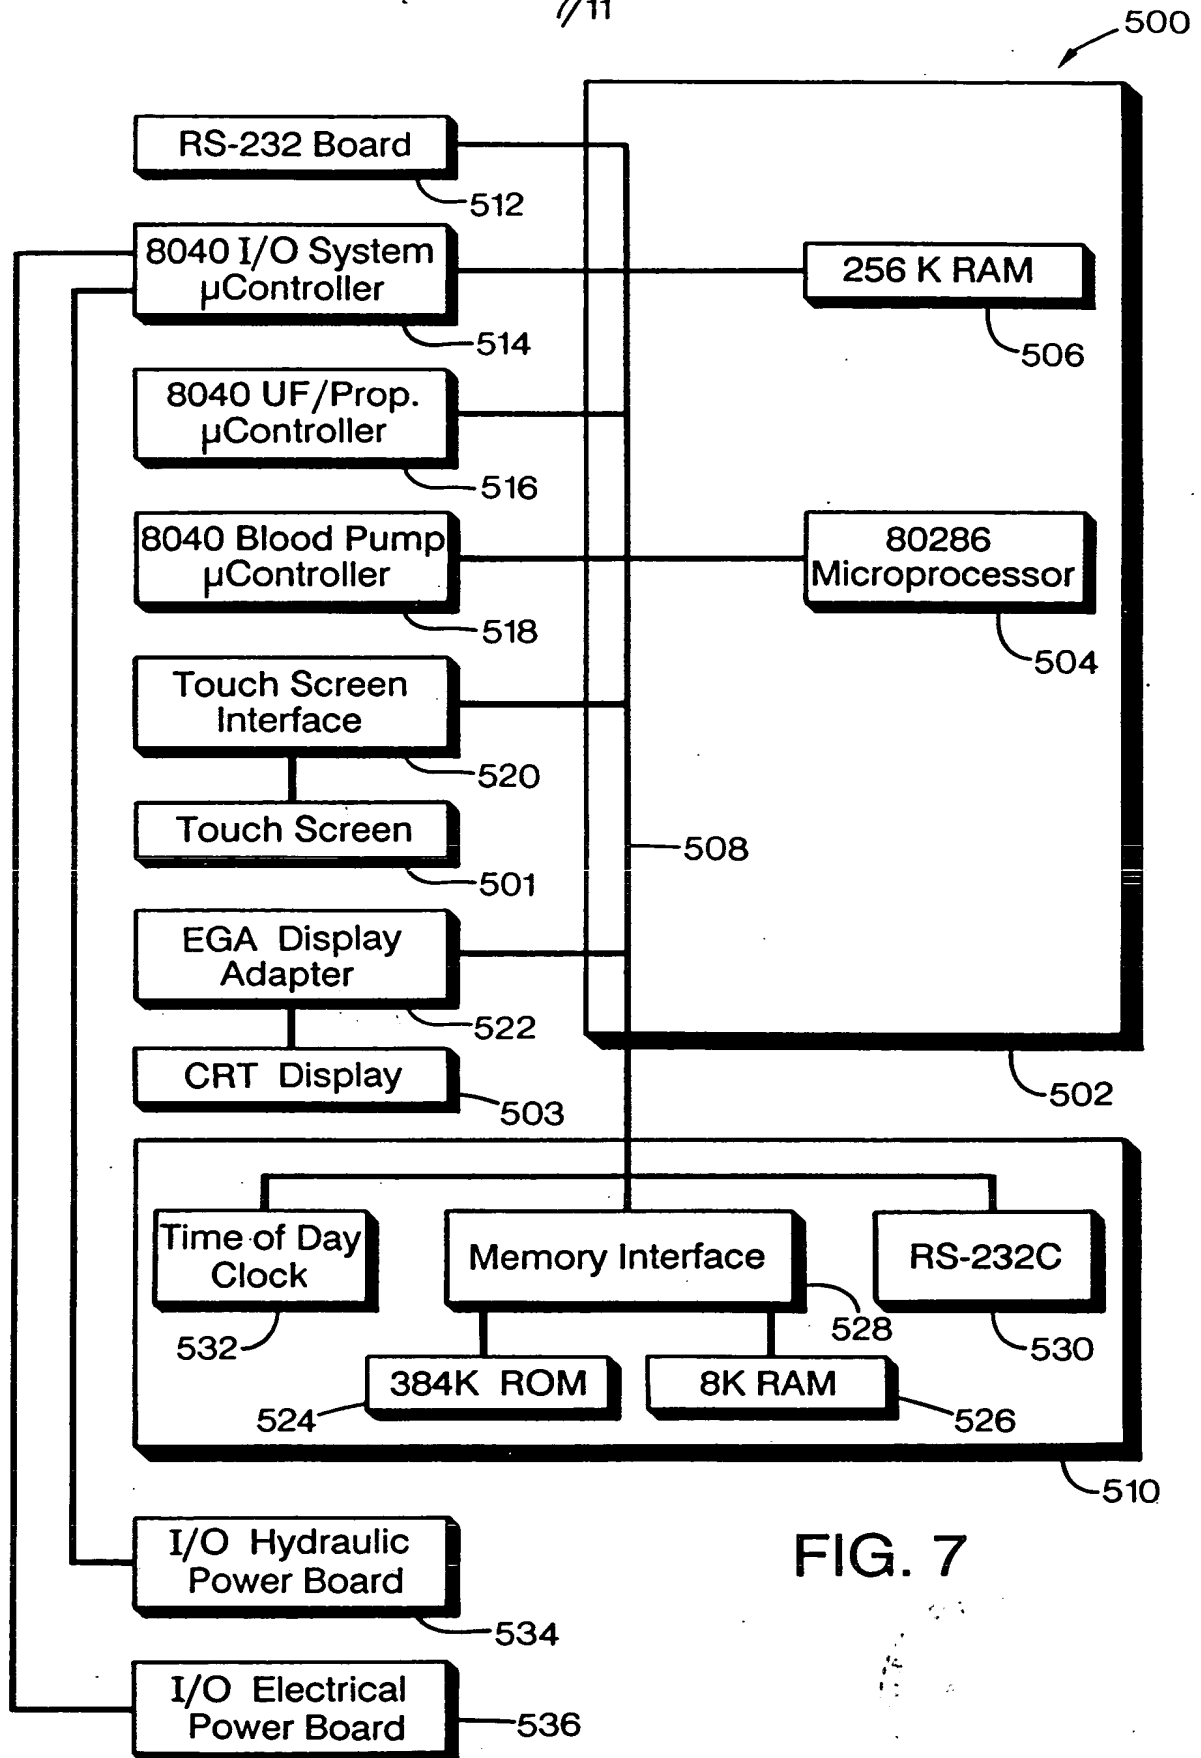 7/11
500
RS-232 Board
512
8040 I/O System
µController
514
256 K RAM
506
8040 UF/Prop.
µController
516
8040 Blood Pump
µController
518
80286
Microprocessor
504
Touch Screen
Interface
520
Touch Screen
501
508
EGA Display
Adapter
522
CRT Display
503
502
Time of Day
Clock
532
Memory Interface
528
RS-232C
530
384K ROM
524
8K RAM
526
510
I/O Hydraulic
Power Board
534
FIG. 7
I/O Electrical
Power Board
536